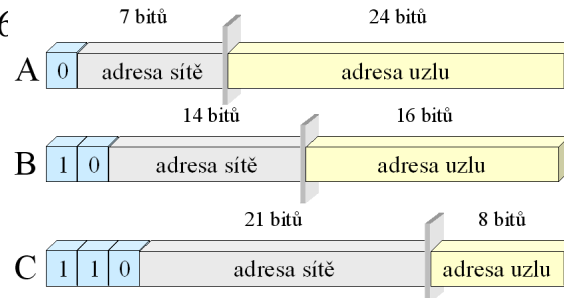 7 bitů 24 bitů
A 0 adresa sítě adresa uzlu
14 bitů 16 bitů
B 1 0 adresa sítě adresa uzlu
21 bitů 8 bitů
C 1 1 0 adresa sítě adresa uzlu